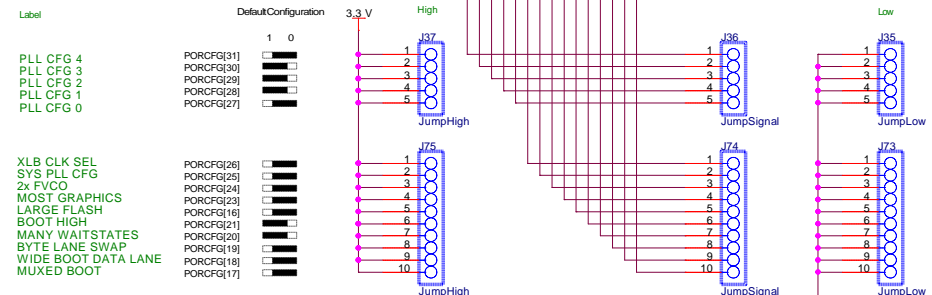 Label Default Configuration 3.3 V High Low
1 0
J37 J36 J35
PLL CFG 4 PORCFG[31] 1 1 1
PLL CFG 3 PORCFG[30] 2 2 2
PLL CFG 2 PORCFG[29] 3 3 3
PLL CFG 1 PORCFG[28] 4 4 4
PLL CFG 0 PORCFG[27] 5 5 5
JumpHigh JumpSignal JumpLow
J75 J74 J73
XLB CLK SEL PORCFG[26] 1 1 1
SYS PLL CFG PORCFG[25] 2 2 2
2x FVCO PORCFG[24] 3 3 3
MOST GRAPHICS PORCFG[23] 4 4 4
LARGE FLASH PORCFG[16] 5 5 5
BOOT HIGH PORCFG[21] 6 6 6
MANY WAITSTATES PORCFG[20] 7 7 7
BYTE LANE SWAP PORCFG[19] 8 8 8
WIDE BOOT DATA LANE PORCFG[18] 9 9 9
MUXED BOOT PORCFG[17] 10 10 10
JumpHigh JumpSignal JumpLow